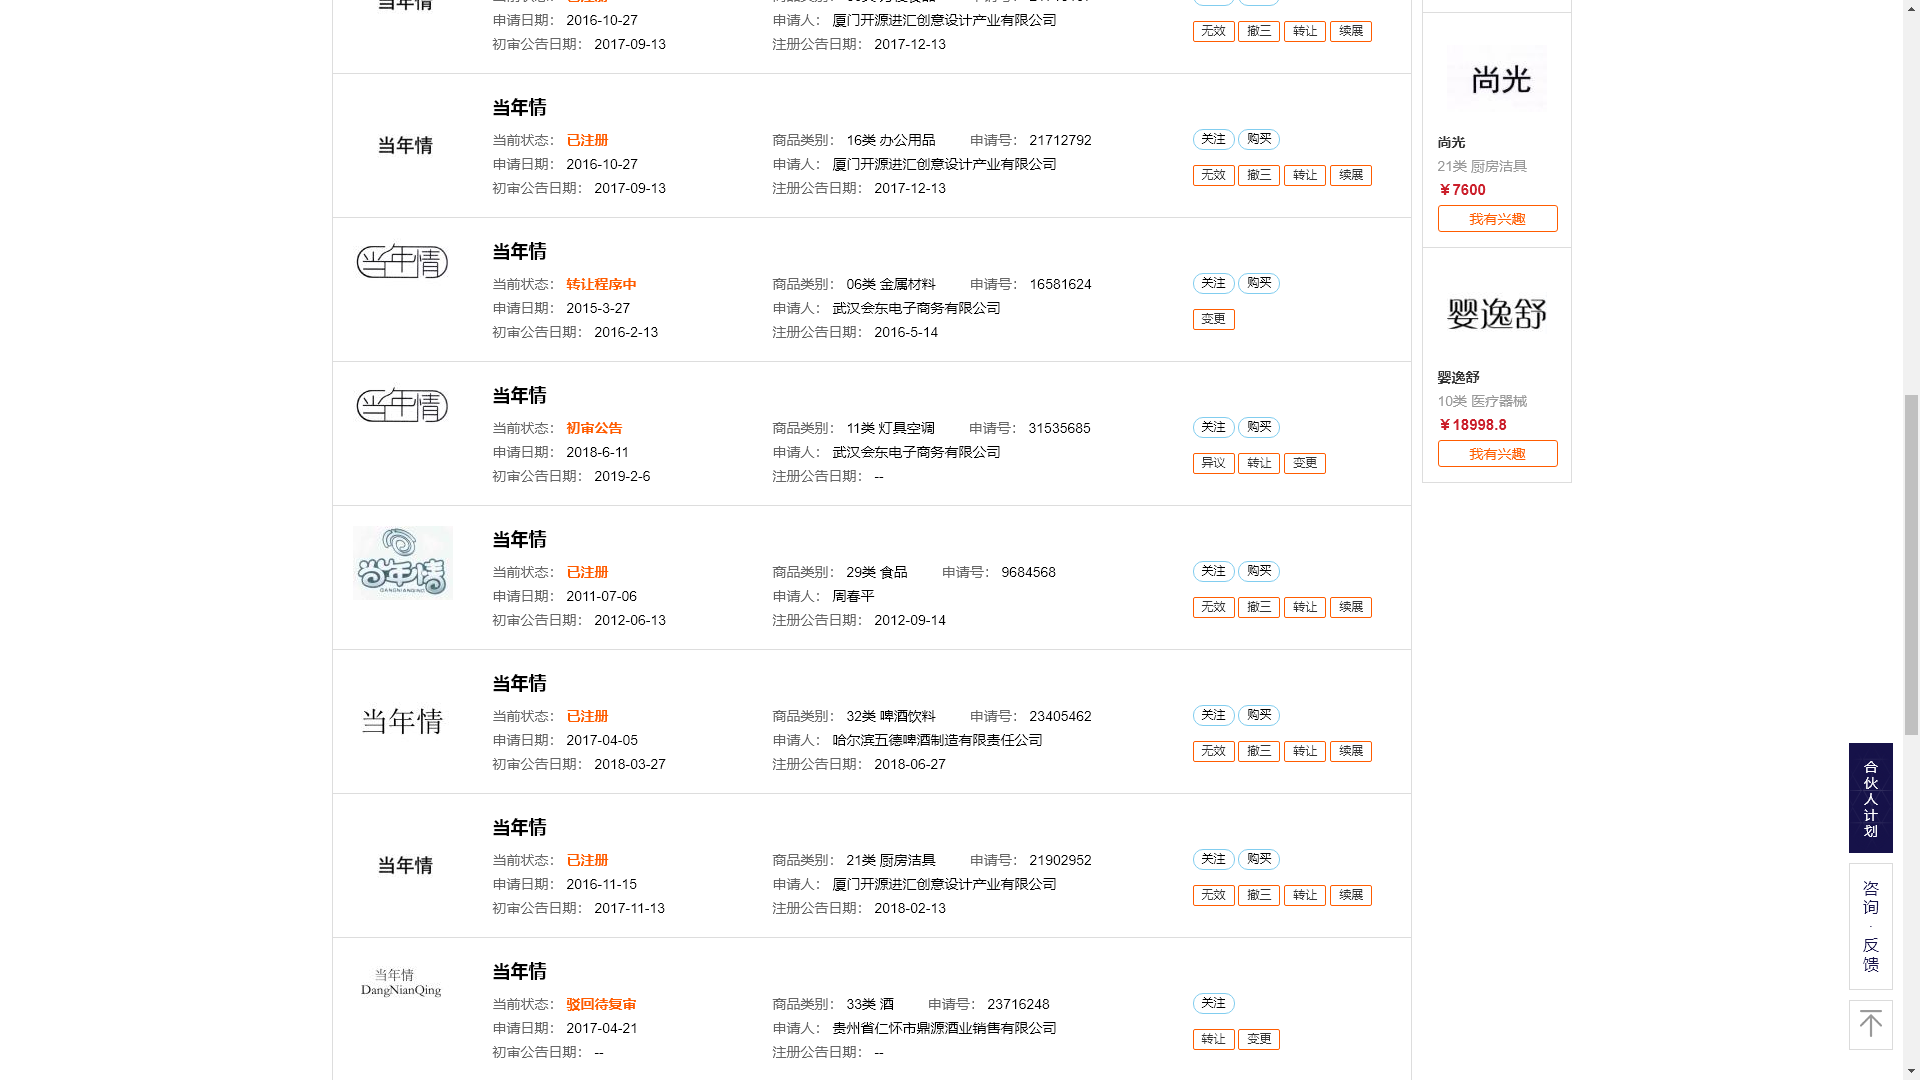 申请日期： 2016-10-27 申请人： 厦门开源进汇创意设计产业有限公司
无效 撤三 转让 续展
初审公告日期： 2017-09-13 注册公告日期： 2017-12-13
当年情
当年情
当前状态： 已注册 商品类别： 16类 办公用品 申请号： 21712792
关注 购买
申请日期： 2016-10-27 申请人： 厦门开源进汇创意设计产业有限公司
无效 撤三 转让 续展
初审公告日期： 2017-09-13 注册公告日期： 2017-12-13
当年情
当年情
当前状态： 转让程序中 商品类别： 06类 金属材料 申请号： 16581624
关注 购买
申请日期： 2015-3-27 申请人： 武汉会东电子商务有限公司
变更
初审公告日期： 2016-2-13 注册公告日期： 2016-5-14
当年情
当年情
当前状态： 初审公告 商品类别： 11类 灯具空调 申请号： 31535685
关注 购买
申请日期： 2018-6-11 申请人： 武汉会东电子商务有限公司
异议 转让 变更
初审公告日期： 2019-2-6 注册公告日期： --
当年情
DANGNIANQING
当年情
当前状态： 已注册 商品类别： 29类 食品 申请号： 9684568
关注 购买
申请日期： 2011-07-06 申请人： 周春平
无效 撤三 转让 续展
初审公告日期： 2012-06-13 注册公告日期： 2012-09-14
当年情
当年情
当前状态： 已注册 商品类别： 32类 啤酒饮料 申请号： 23405462
关注 购买
申请日期： 2017-04-05 申请人： 哈尔滨五德啤酒制造有限责任公司
无效 撤三 转让 续展
初审公告日期： 2018-03-27 注册公告日期： 2018-06-27
当年情
当年情
当前状态： 已注册 商品类别： 21类 厨房洁具 申请号： 21902952
关注 购买
申请日期： 2016-11-15 申请人： 厦门开源进汇创意设计产业有限公司
无效 撤三 转让 续展
初审公告日期： 2017-11-13 注册公告日期： 2018-02-13
当年情
DangNianQing
当年情
当前状态： 驳回待复审 商品类别： 33类 酒 申请号： 23716248
关注
申请日期： 2017-04-21 申请人： 贵州省仁怀市鼎源酒业销售有限公司
转让 变更
初审公告日期： -- 注册公告日期： --
尚光
尚光
21类 厨房洁具
￥7600
我有兴趣
婴逸舒
婴逸舒
10类 医疗器械
￥18998.8
我有兴趣
合伙人计划
咨询·反馈